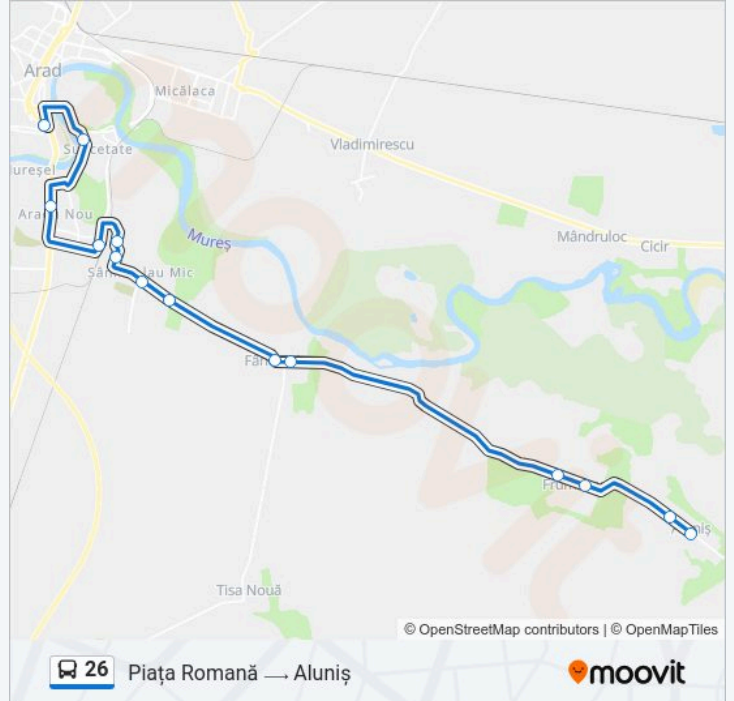 Arad
Micălaca
Vladimirescu
Mureș
Mândruloc
Cicir
Tisa Nouă
© OpenStreetMap contributors | © OpenMapTiles
26
Piața Romană → Aluniș
moovit